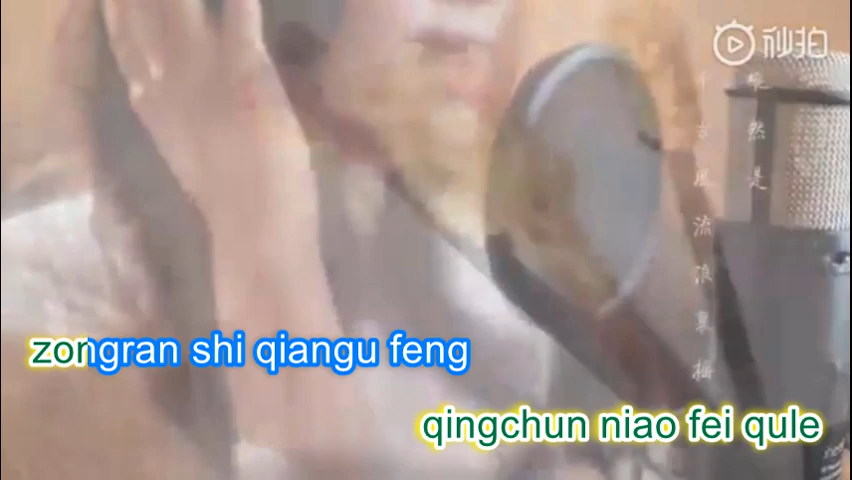 秒拍
纵然是
千古风流浪里摇
zongran shi qiangu feng
qingchun niao fei qule